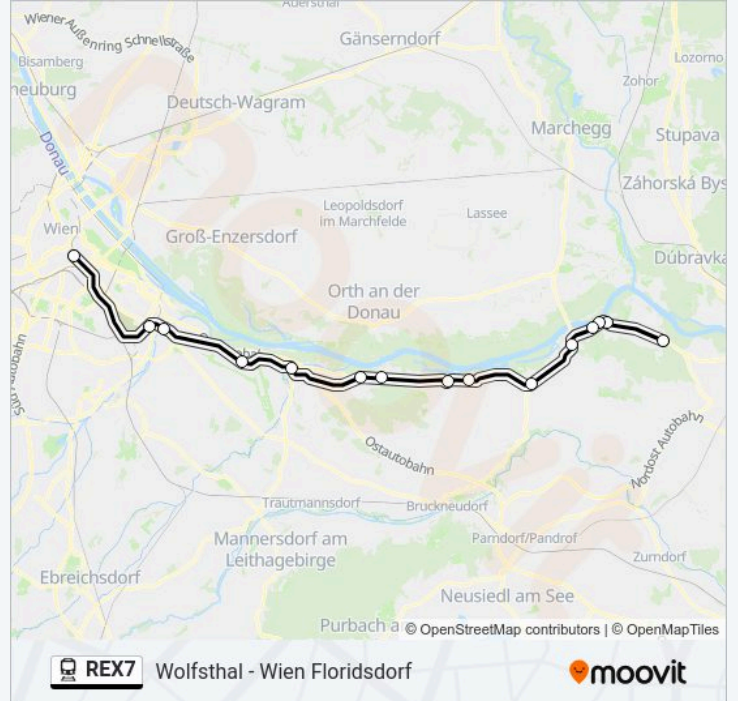 Auersthal
Wiener Außenring Schnellstraße
Gänserndorf
Bisamberg
Lozorno
neuburg
Zohor
Deutsch-Wagram
Marchegg
Stupava
Donau
Záhorská Bys
Leopoldsdorf
im Marchfelde
Lassee
Wien
Groß-Enzersdorf
Dúbravka
Orth an der
Donau
Ostautobahn
Nordost Autobahn
Trautmannsdorf
Bruckneudorf
Mannersdorf am
Leithagebirge
Parndorf/Pandrof
Zurndorf
Ebreichsdorf
Neusiedl am See
Purbach a
© OpenStreetMap contributors | © OpenMapTiles
REX7 Wolfsthal - Wien Floridsdorf
moovit